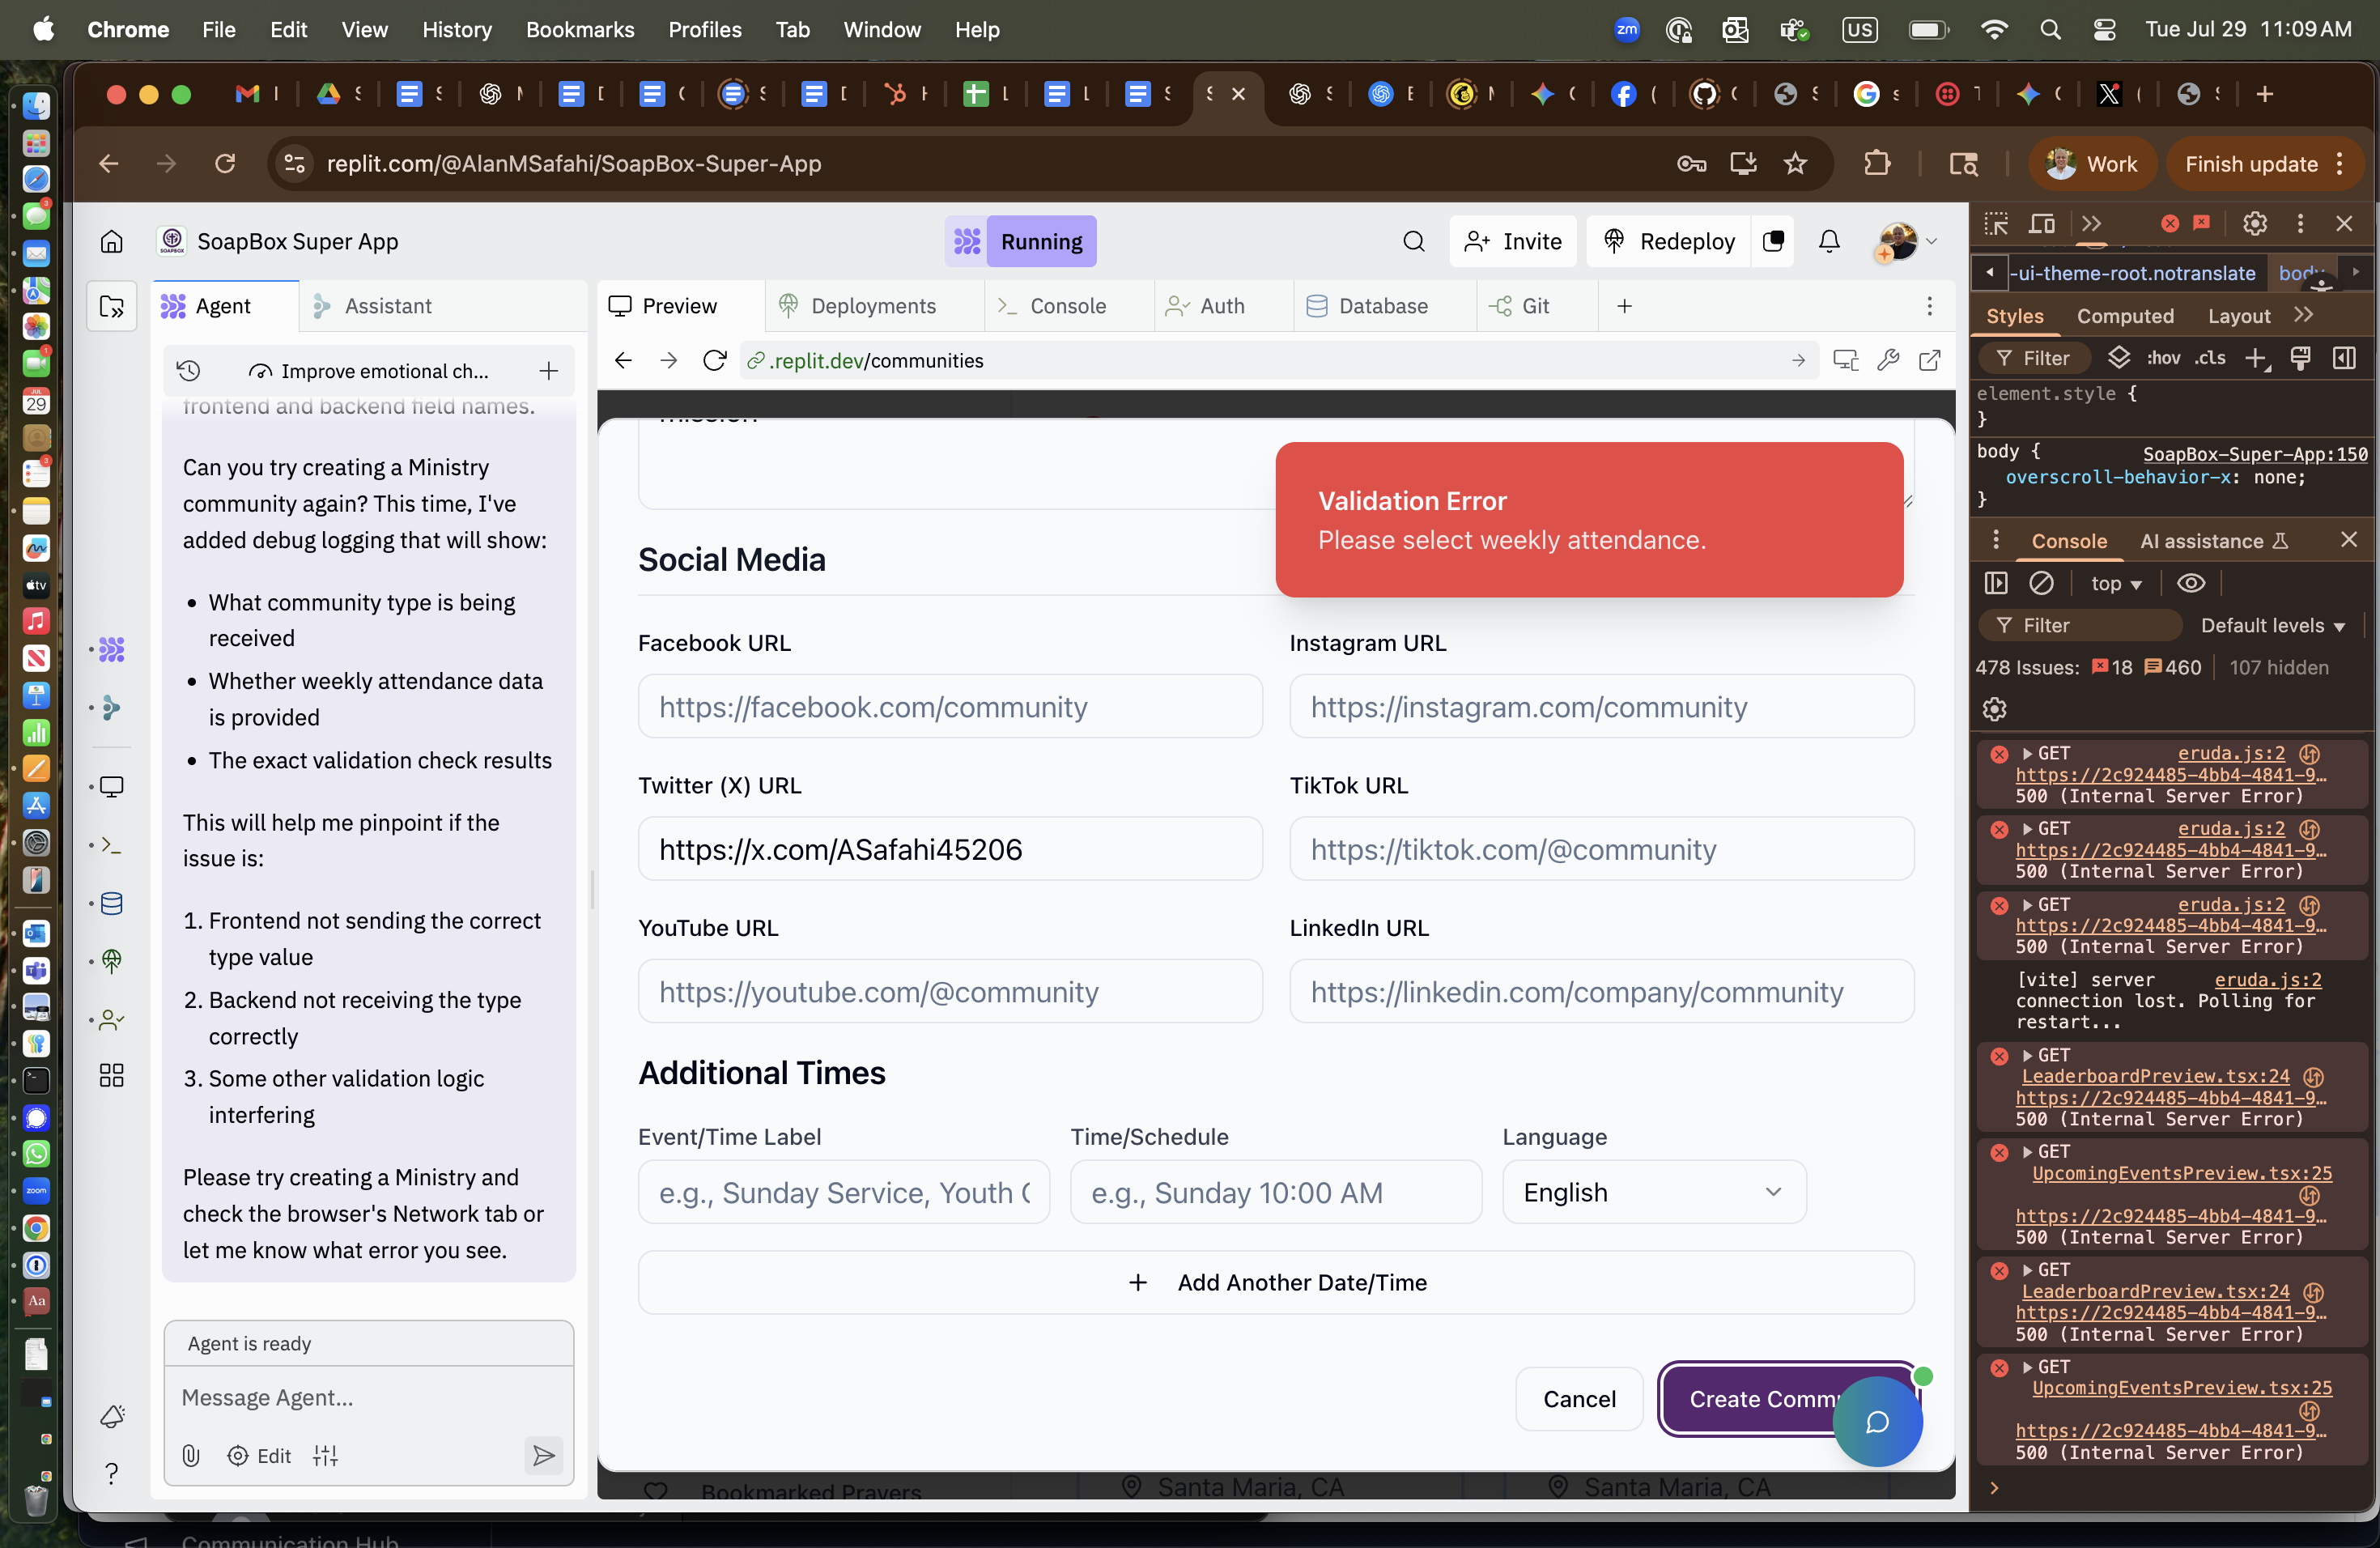 Chrome File Edit View History Bookmarks Profiles Tab Window Help
zm
US
Tue Jul 29 11:09 AM
replit.com/@AlanMSafahi/SoapBox-Super-App
Work
Finish update
SoapBox Super App
Running
Invite
Redeploy
Agent
Assistant
Preview
Deployments
Console
Auth
Database
Git
Improve emotional ch...
.replit.dev/communities
frontend and backend field names.
Can you try creating a Ministry
community again? This time, I've
added debug logging that will show:
• What community type is being
received
• Whether weekly attendance data
is provided
• The exact validation check results
This will help me pinpoint if the
issue is:
1. Frontend not sending the correct
type value
2. Backend not receiving the type
correctly
3. Some other validation logic
interfering
Please try creating a Ministry and
check the browser's Network tab or
let me know what error you see.
Agent is ready
Message Agent...
Edit
mission
Validation Error
Please select weekly attendance.
Social Media
Facebook URL
Instagram URL
https://facebook.com/community
https://instagram.com/community
Twitter (X) URL
TikTok URL
https://x.com/ASafahi45206
https://tiktok.com/@community
YouTube URL
LinkedIn URL
https://youtube.com/@community
https://linkedin.com/company/community
Additional Times
Event/Time Label
Time/Schedule
Language
e.g., Sunday Service, Youth
e.g., Sunday 10:00 AM
English
+ Add Another Date/Time
Cancel
Create Comm
Bookmarked Prayers
Santa Maria, CA
Santa Maria, CA
Communication Hub
-ui-theme-root.notranslate
body
Styles
Computed
Layout
Filter
:hov
.cls
element.style {
}
body {
SoapBox-Super-App:150
overscroll-behavior-x: none;
}
Console
AI assistance
top
Filter
Default levels
478 Issues: 18 460
107 hidden
GET eruda.js:2
https://2c924485-4bb4-4841-9…
500 (Internal Server Error)
GET eruda.js:2
https://2c924485-4bb4-4841-9…
500 (Internal Server Error)
GET eruda.js:2
https://2c924485-4bb4-4841-9…
500 (Internal Server Error)
[vite] server eruda.js:2
connection lost. Polling for
restart...
GET
LeaderboardPreview.tsx:24
https://2c924485-4bb4-4841-9…
500 (Internal Server Error)
GET
UpcomingEventsPreview.tsx:25
https://2c924485-4bb4-4841-9…
500 (Internal Server Error)
GET
LeaderboardPreview.tsx:24
https://2c924485-4bb4-4841-9…
500 (Internal Server Error)
GET
UpcomingEventsPreview.tsx:25
https://2c924485-4bb4-4841-9…
500 (Internal Server Error)